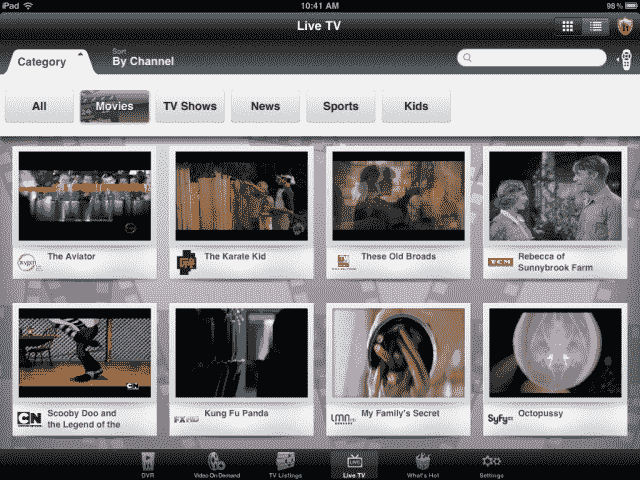 iPad 10:41 AM 98%
Live TV
Category
Sort
By Channel
All Movies TV Shows News Sports Kids
The Aviator
The Karate Kid
These Old Broads
TCM
Rebecca of
Sunnybrook Farm
CN
CN
Scooby Doo and
the Legend of the
FX HD
Kung Fu Panda
LMN
My Family's Secret
Syfy
Octopussy
DVR Video On Demand TV Listings Live TV What's Hot Settings